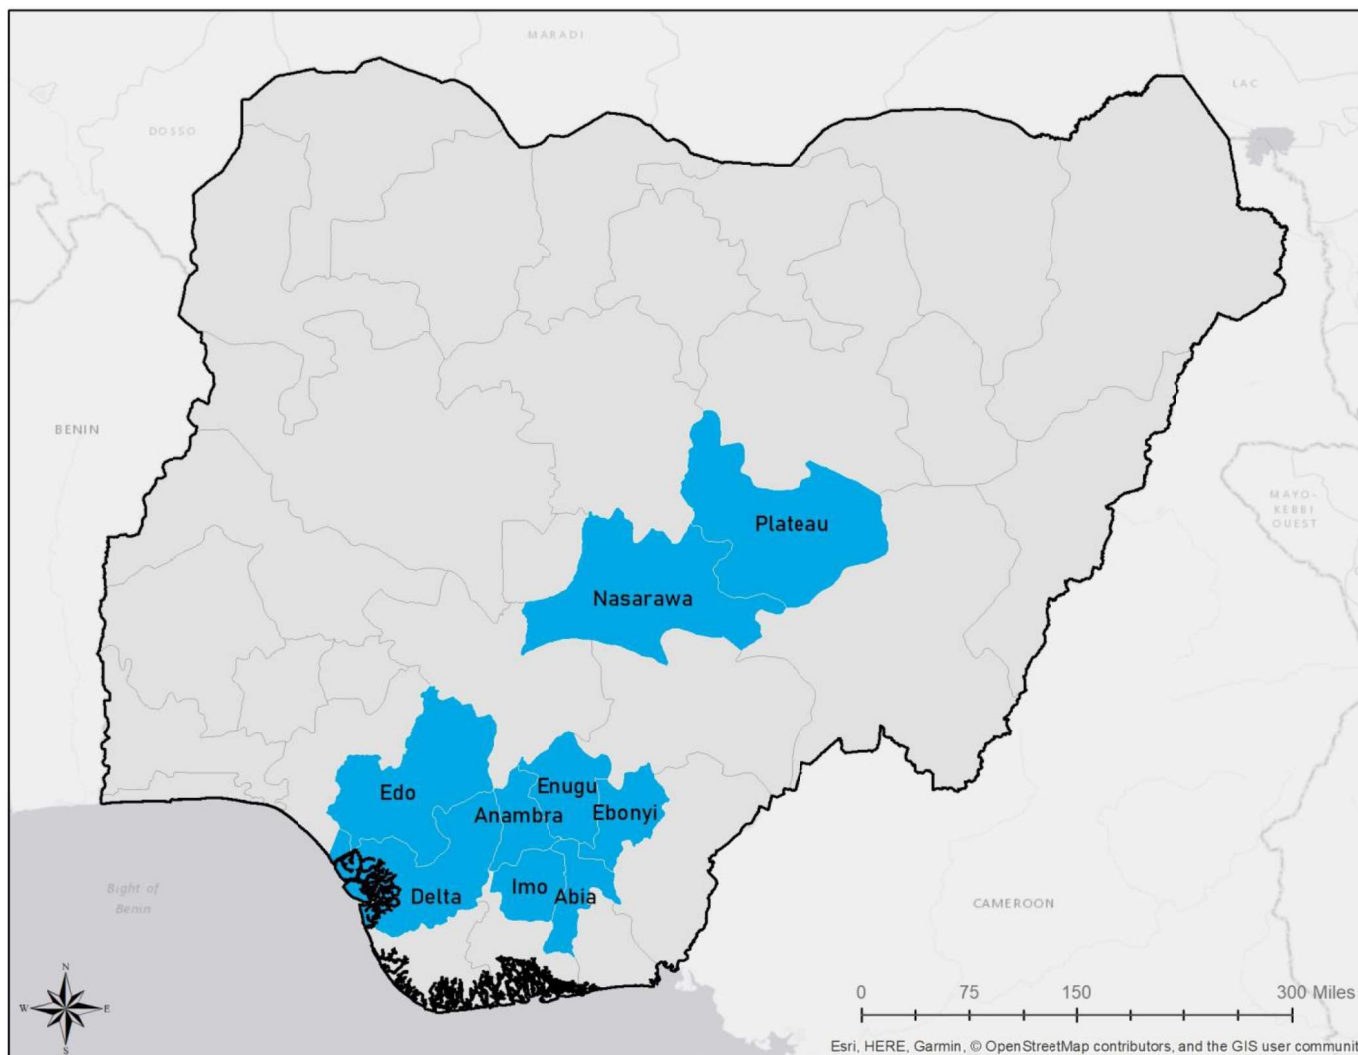 MARADI
LAC
DOSSO
BENIN
MAYO-
KEBBI
OUEST
Plateau
Nasarawa
Edo
Enugu
Anambra
Ebonyi
Imo
Abia
Delta
Bight of
Benin
CAMEROON
N
W
E
S
0 75 150 300 Miles
Esri, HERE, Garmin, © OpenStreetMap contributors, and the GIS user communit